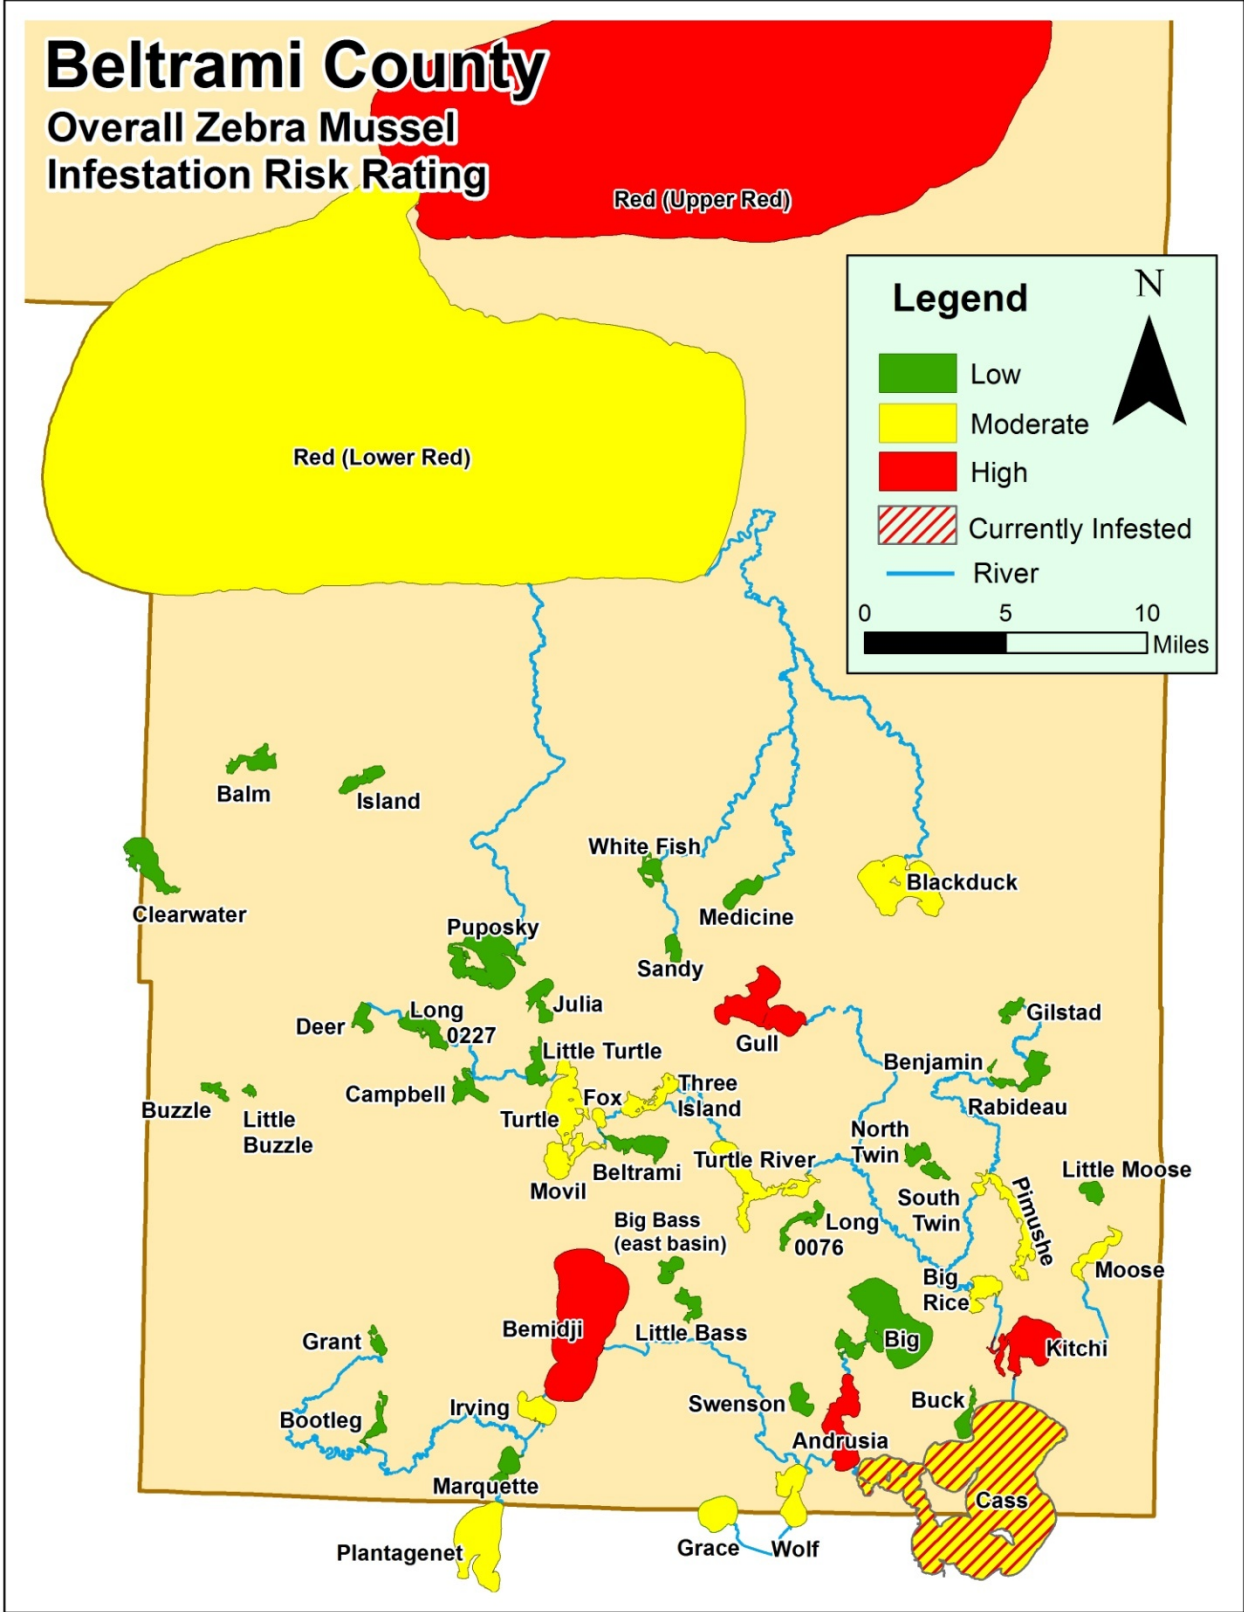 Beltrami County
Overall Zebra Mussel
Infestation Risk Rating
Red (Upper Red)
Legend
N
Low
Moderate
High
Currently Infested
River
0 5 10
Miles
Red (Lower Red)
Balm
Island
White Fish
Blackduck
Clearwater
Medicine
Puposky
Sandy
Julia
Long
0227
Deer
Gilstad
Gull
Little Turtle
Benjamin
Campbell
Fox
Three
Island
Buzzle
Little
Buzzle
Turtle
Rabideau
North
Twin
Beltrami
Turtle River
Little Moose
Movil
South
Twin
Pimushe
Big Bass
(east basin)
Long
0076
Moose
Big
Rice
Bemidji
Little Bass
Grant
Big
Kitchi
Irving
Swenson
Buck
Bootleg
Andrusia
Marquette
Cass
Plantagenet
Grace
Wolf